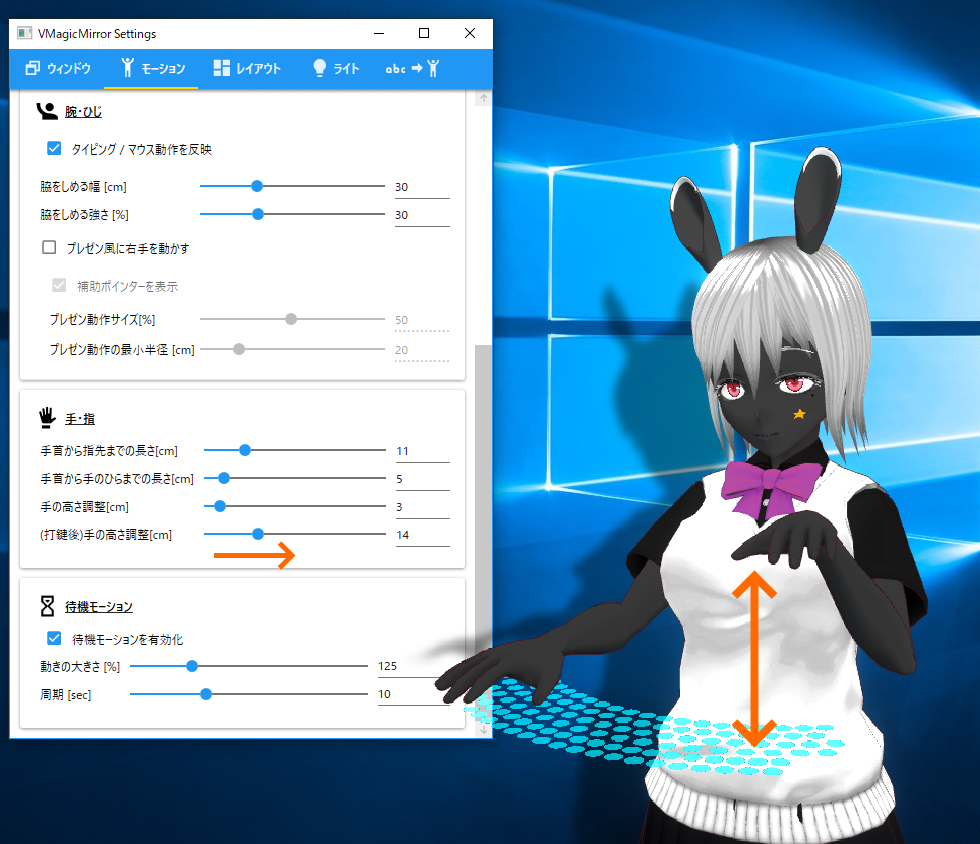 VMagicMirror Settings
ウィンドウ
モーション
レイアウト
ライト
abc
腕・ひじ
タイピング / マウス動作を反映
脇をしめる幅 [cm] 30
脇をしめる強さ [%] 30
プレゼン風に右手を動かす
補助ポインターを表示
プレゼン動作サイズ[%] 50
プレゼン動作の最小半径 [cm] 20
手・指
手首から指先までの長さ[cm] 11
手首から手のひらまでの長さ[cm] 5
手の高さ調整[cm] 3
(打鍵後)手の高さ調整[cm] 14
待機モーション
待機モーションを有効化
動きの大きさ [%] 125
周期 [sec] 10